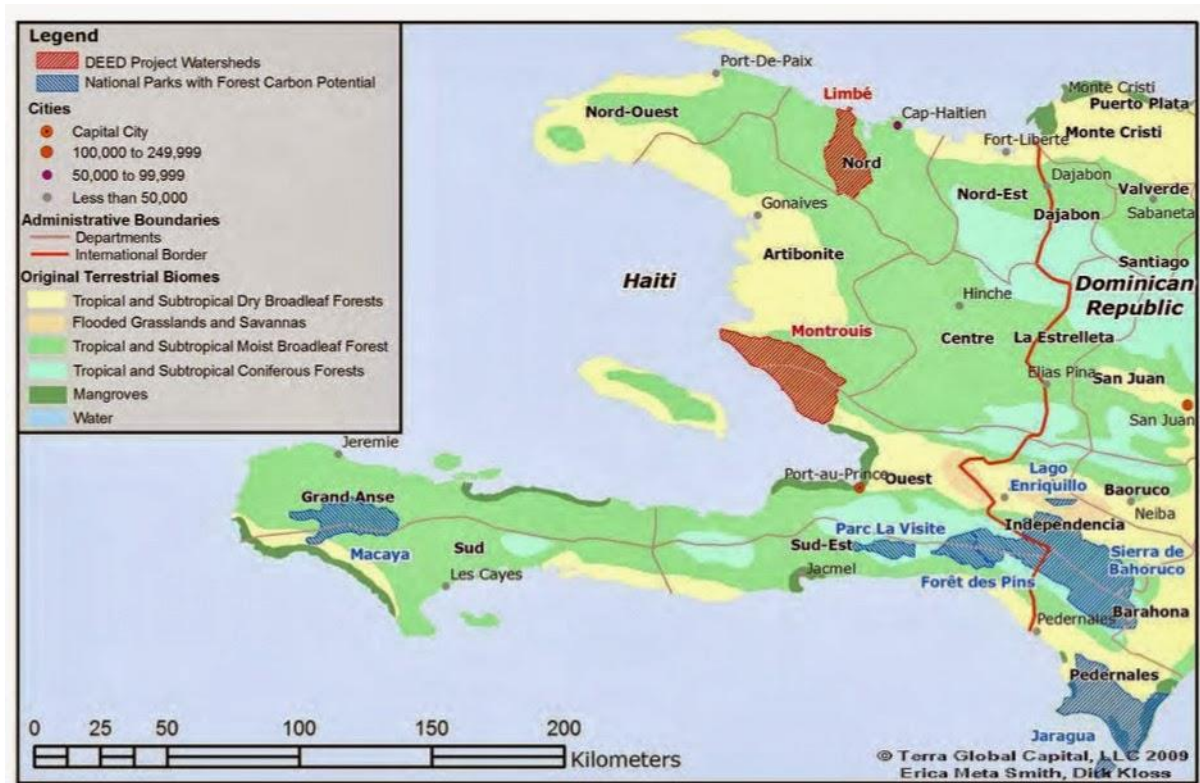 Legend
DEED Project Watersheds
National Parks with Forest Carbon Potential
Cities
Capital City
100,000 to 249,999
50,000 to 99,999
Less than 50,000
Administrative Boundaries
Departments
International Border
Original Terrestrial Biomes
Tropical and Subtropical Dry Broadleaf Forests
Flooded Grasslands and Savannas
Tropical and Subtropical Moist Broadleaf Forest
Tropical and Subtropical Coniferous Forests
Mangroves
Water
Port-De-Paix
Limbé
Cap-Haitien
Monte Cristi
Puerto Plata
Nord-Ouest
Monte Cristi
Fort-Liberte
Nord
Dajabon
Nord-Est
Valverde
Gonaives
Dajabon
Sabaneta
Artibonite
Santiago
Haiti
Dominican
Republic
Hinche
Montrouis
Centre
La Estrelleta
Elias Pina
San Juan
San Juan
Jeremie
Port-au-Prince
Ouest
Lago
Enriquillo
Baoruco
Neiba
Grand Anse
Parc La Visite
Independencia
Macaya
Sud
Sud-Est
Sierra de
Bahoruco
Les Cayes
Jacmel
Forêt des Pins
Barahona
Pedernales
Pedernales
Jaragua
0 25 50 100 150 200
Kilometers
© Terra Global Capital, LLC 2009
Erica Meta Smith, Dirk Kloss